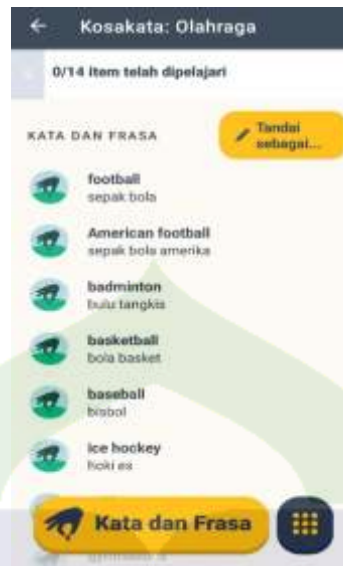 Kosakata: Olahraga
0/14 item telah dipelajari
KATA DAN FRASA
Tandai
sebagai...
football
sepak bola
American football
sepak bola amerika
badminton
bulu tangkis
basketball
bola basket
baseball
bisbol
ice hockey
hoki es
Kata dan Frasa